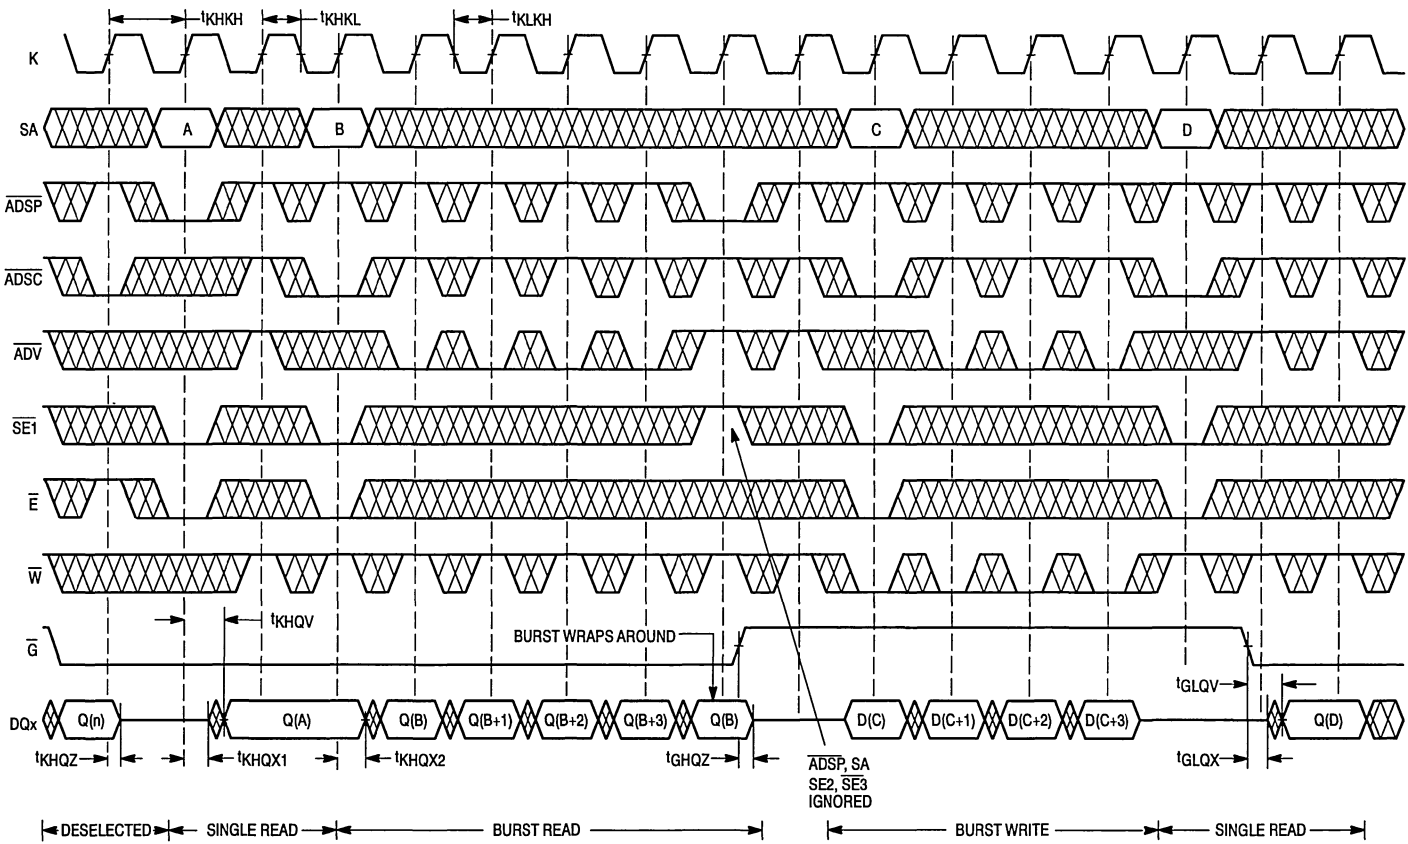 tKHKH tKHKL tKLKH
K
SA A B C D
ADSP
ADSC
ADV
SE1
E
W
tKHQV
G BURST WRAPS AROUND
tGLQV
DQx Q(n) Q(A) Q(B) Q(B+1) Q(B+2) Q(B+3) Q(B) D(C) D(C+1) D(C+2) D(C+3) Q(D)
tKHQZ tKHQX1 tKHQX2 tGHQZ tGLQX
ADSP, SA
SE2, SE3
IGNORED
DESELECTED SINGLE READ BURST READ BURST WRITE SINGLE READ